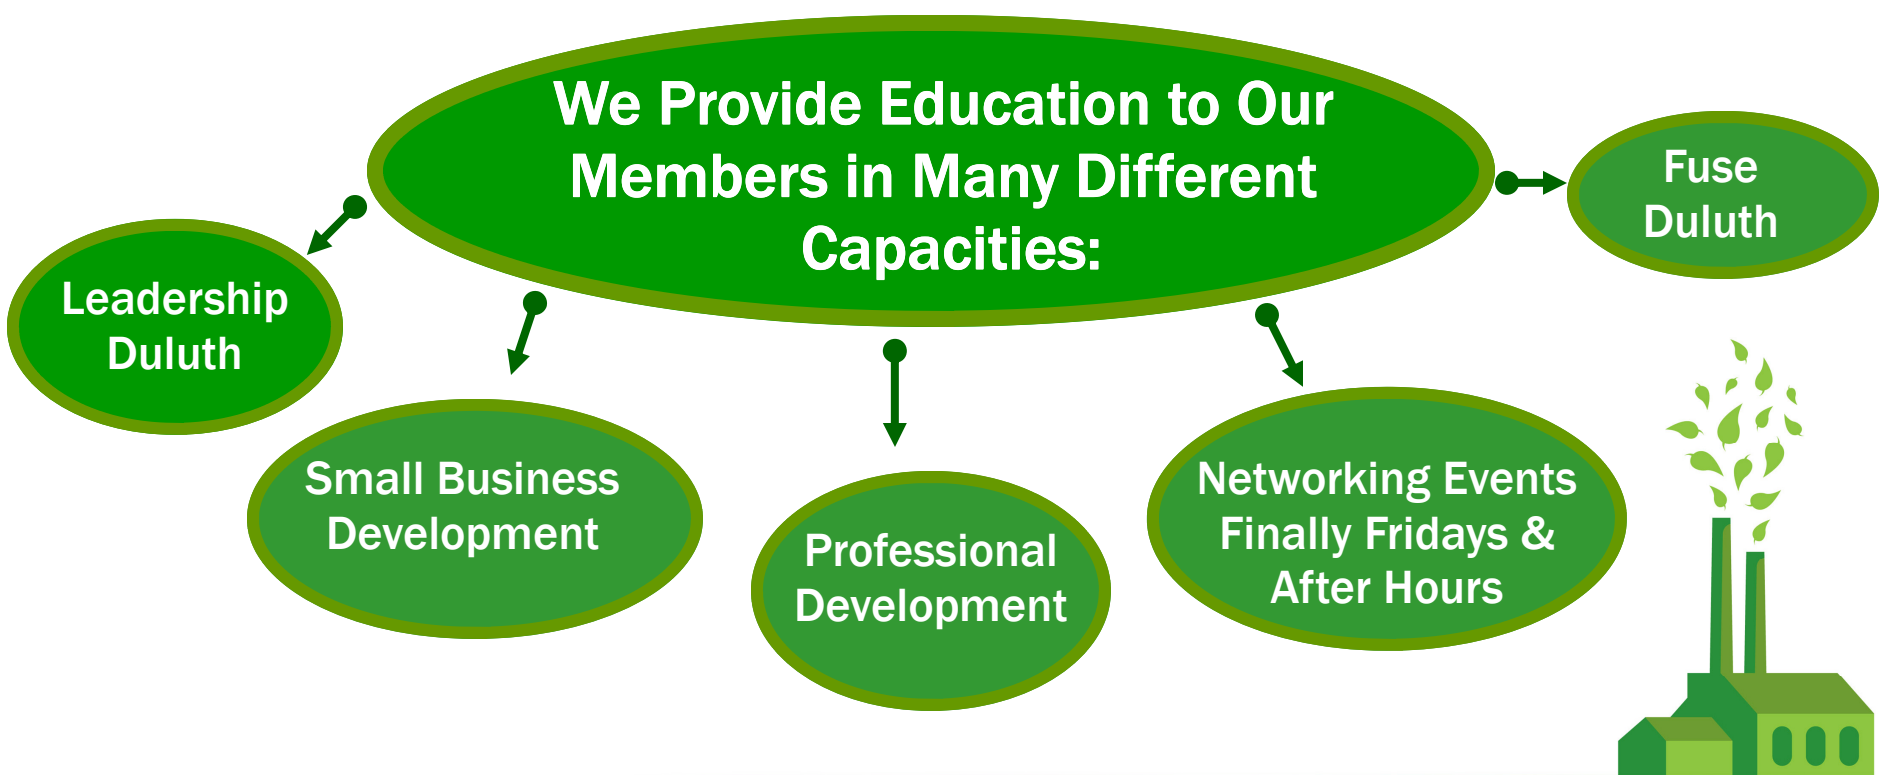 We Provide Education to Our
Members in Many Different
Capacities:
Fuse
Duluth
Leadership
Duluth
Small Business
Development
Professional
Development
Networking Events
Finally Fridays &
After Hours